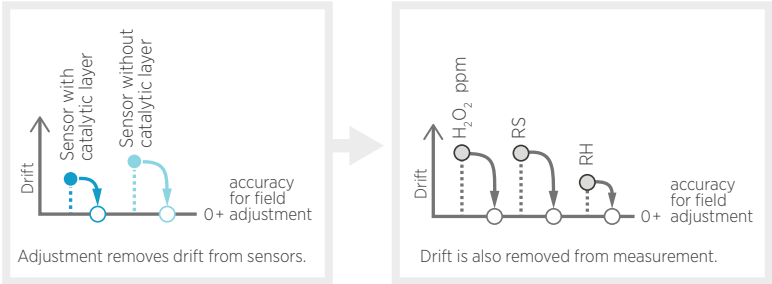 Sensor with
catalytic layer
Sensor without
catalytic layer
Drift
0+
accuracy
for field
adjustment
Adjustment removes drift from sensors.
H₂O₂ ppm
RS
RH
Drift
0+
accuracy
for field
adjustment
Drift is also removed from measurement.